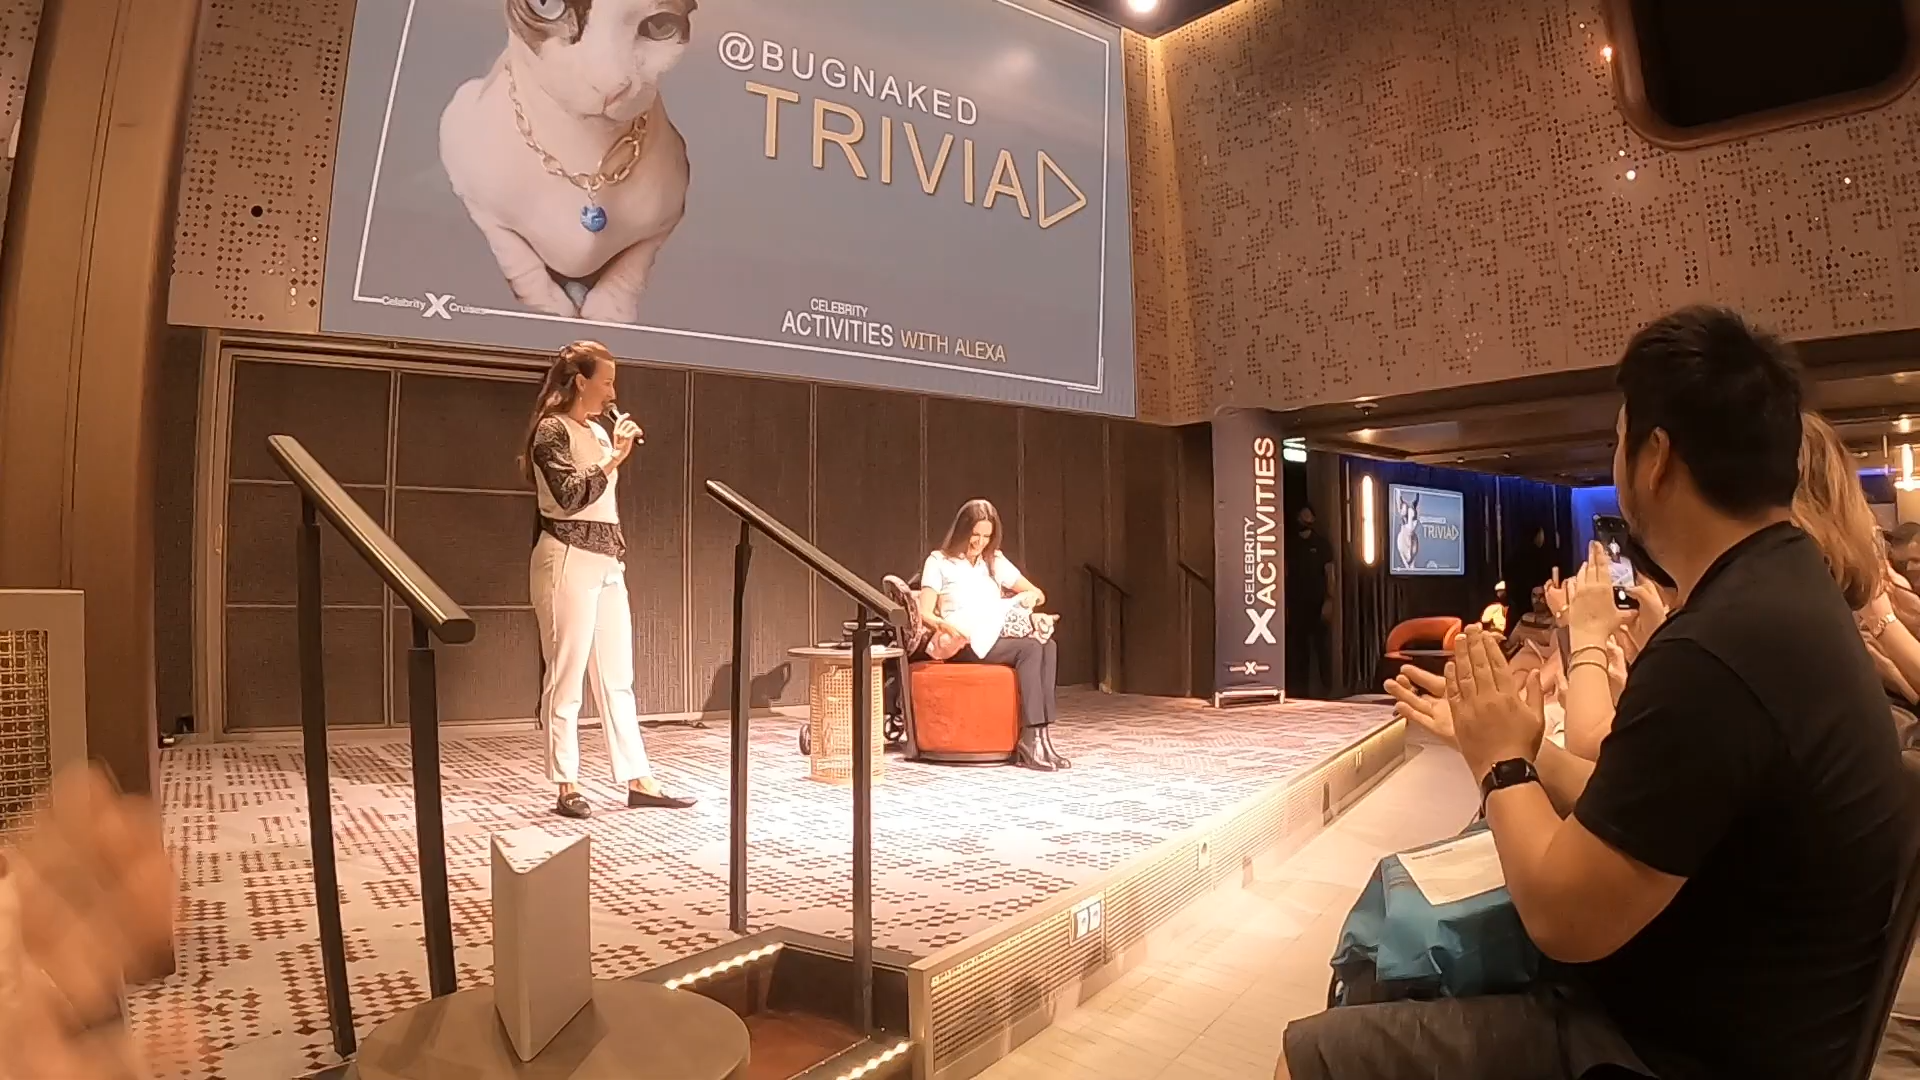 @BUGNAKED
TRIVIA
Celebrity X Cruises
CELEBRITY
ACTIVITIES WITH ALEXA
CELEBRITY
X ACTIVITIES
TRIVIA